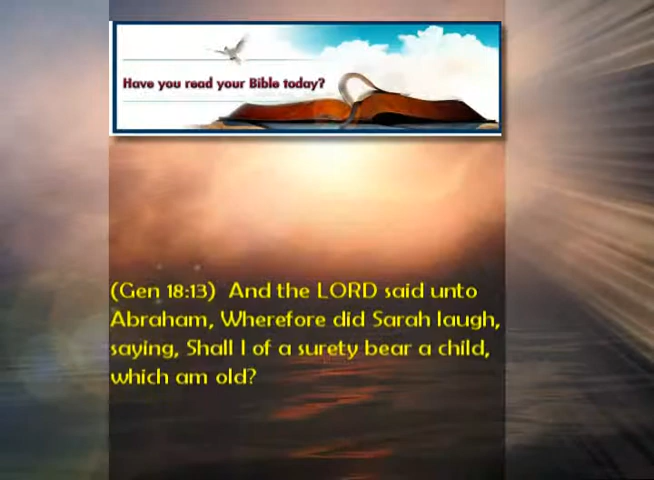 Have you read your Bible today?
(Gen 18:13)  And the LORD said unto
Abraham, Wherefore did Sarah laugh,
saying, Shall I of a surety bear a child,
which am old?